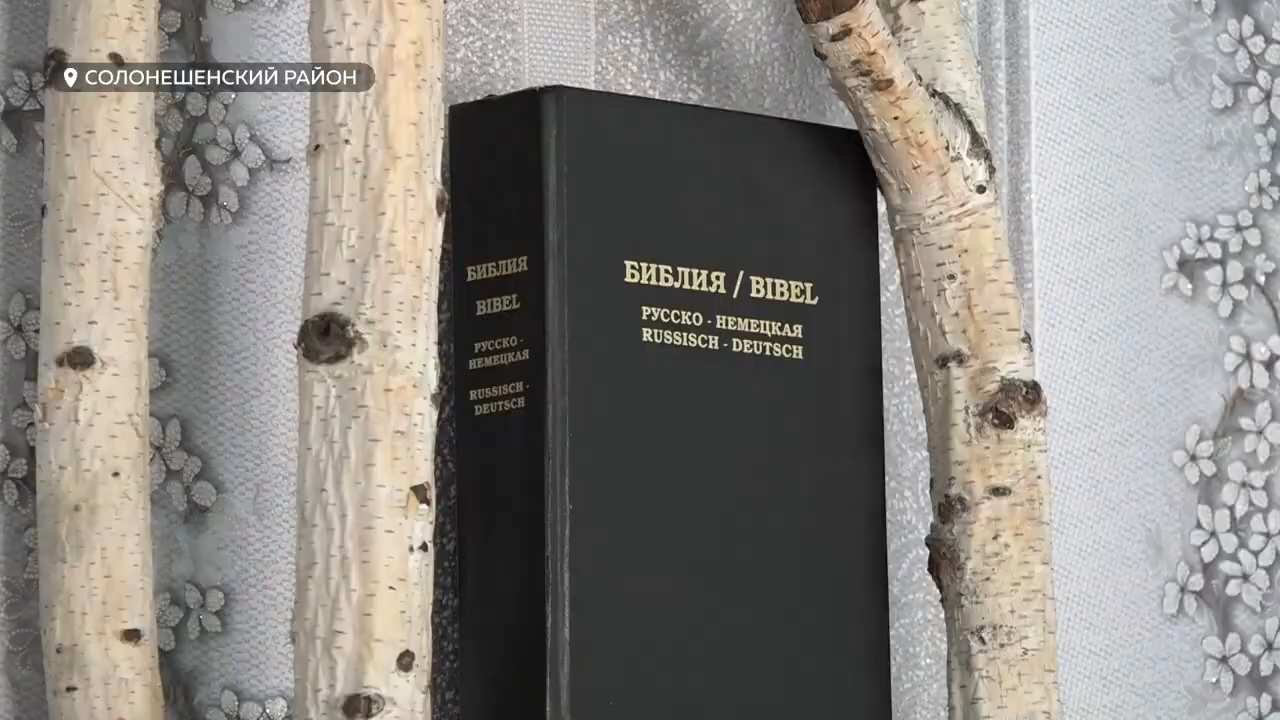 СОЛОНЕШЕНСКИЙ РАЙОН
БИБЛИЯ
BIBEL
РУССКО -
НЕМЕЦКАЯ
RUSSISCH -
DEUTSCH
БИБЛИЯ / BIBEL
РУССКО - НЕМЕЦКАЯ
RUSSISCH - DEUTSCH